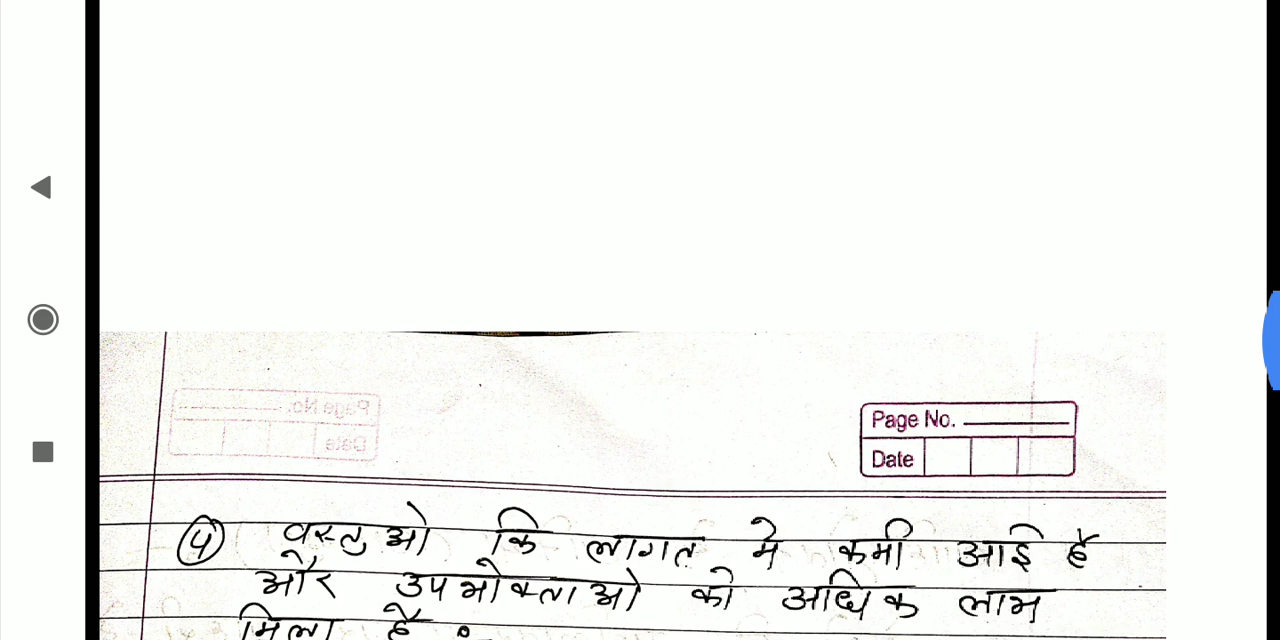 Page No.
Date
④ वस्तुओ कि लागत मे कमी आई है
और उपभोक्ताओ को अधिक लाभ
मिला है